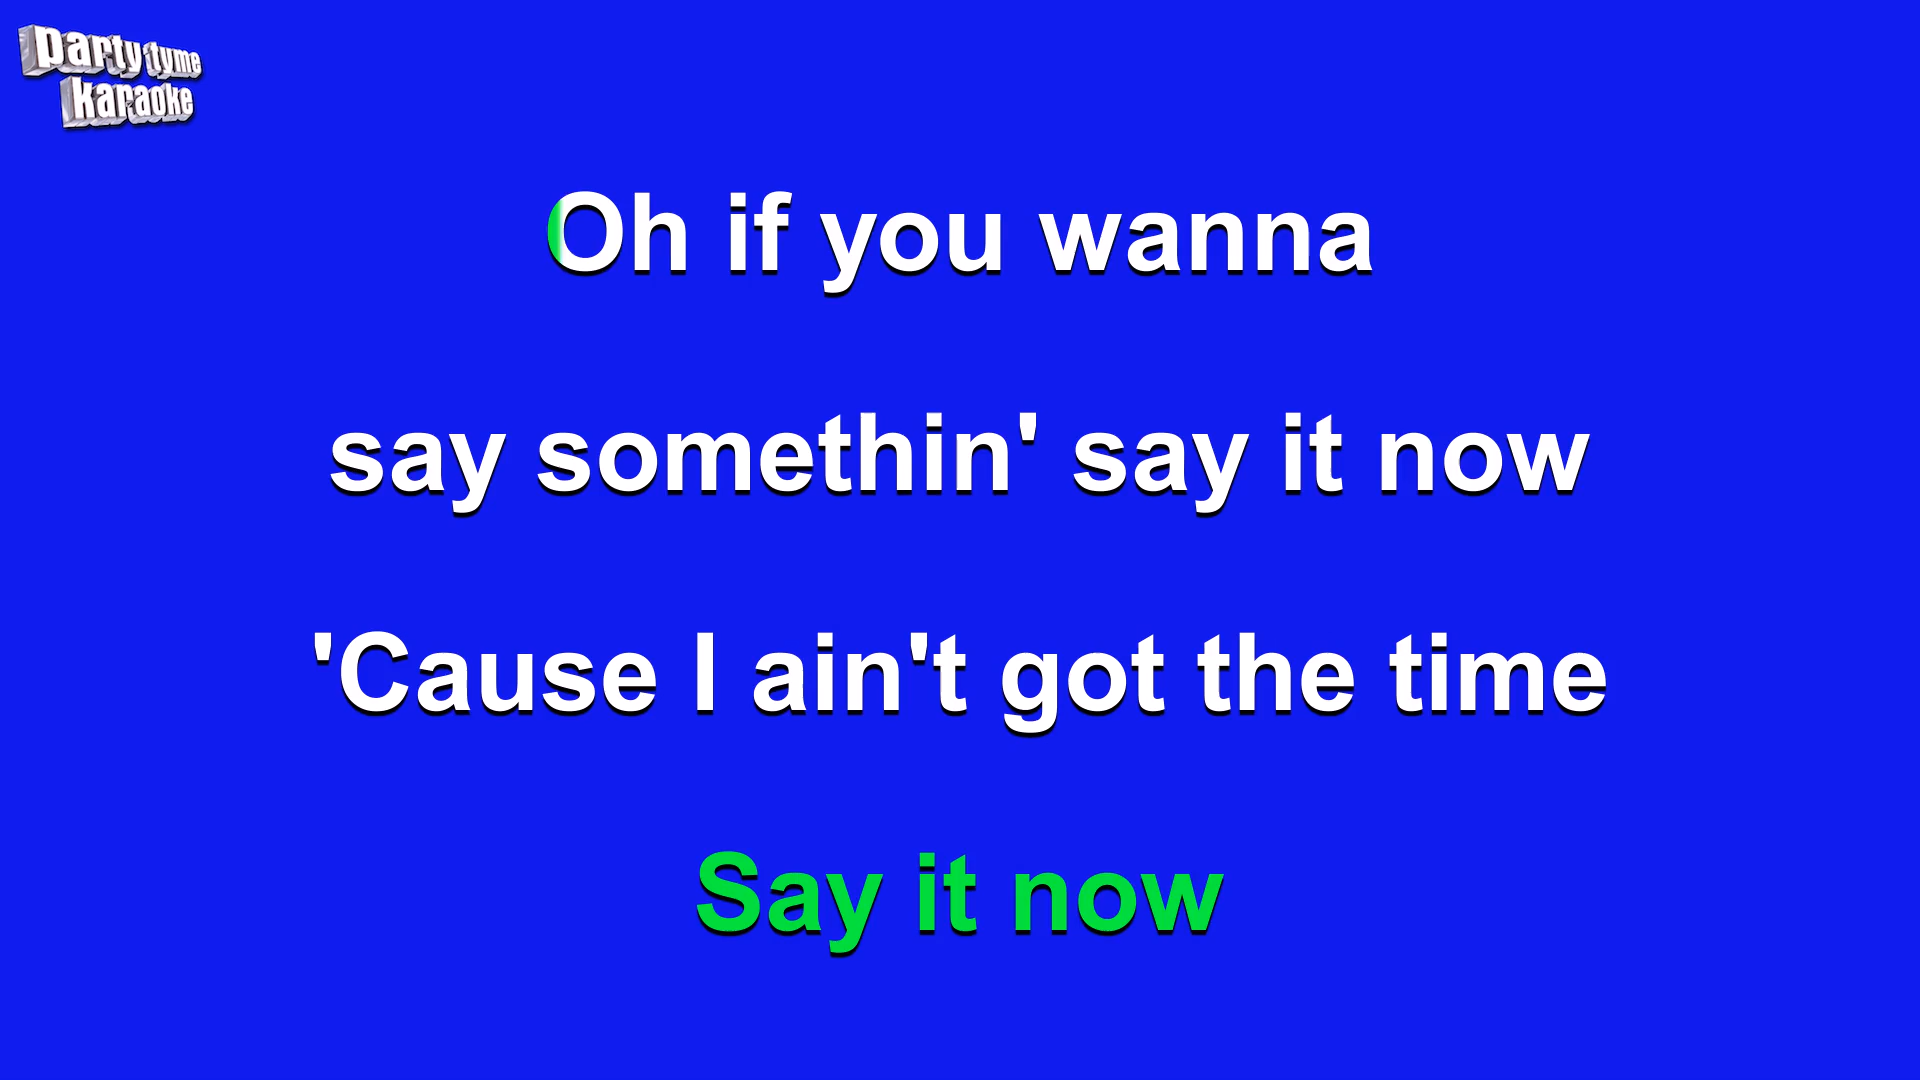 party tyme
karaoke
Oh if you wanna
say somethin' say it now
'Cause I ain't got the time
Say it now